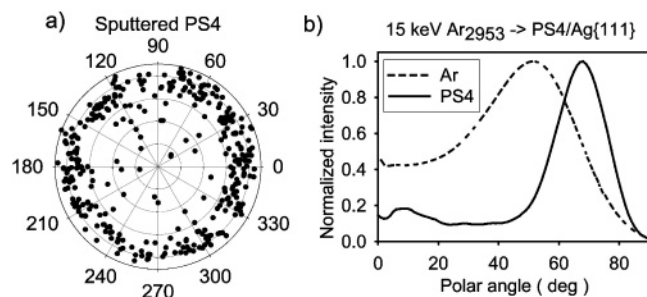 a)
Sputtered PS4
90
120
60
150
30
180
0
210
330
240
300
270
b)
15 keV Ar2953 -> PS4/Ag{111}
Normalized intensity
1.0
0.8
0.6
0.4
0.2
0.0
Ar
PS4
0
20
40
60
80
Polar angle ( deg )